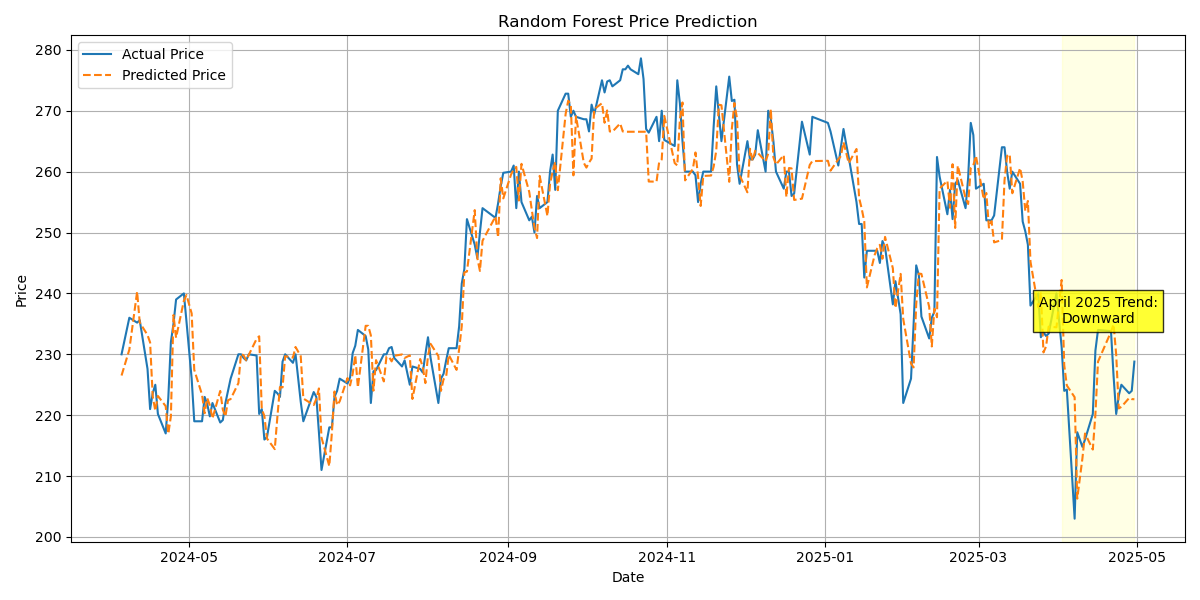 Random Forest Price Prediction
Actual Price
Predicted Price
Price
280
270
260
250
240
230
220
210
200
April 2025 Trend:
Downward
2024-05
2024-07
2024-09
2024-11
2025-01
2025-03
2025-05
Date